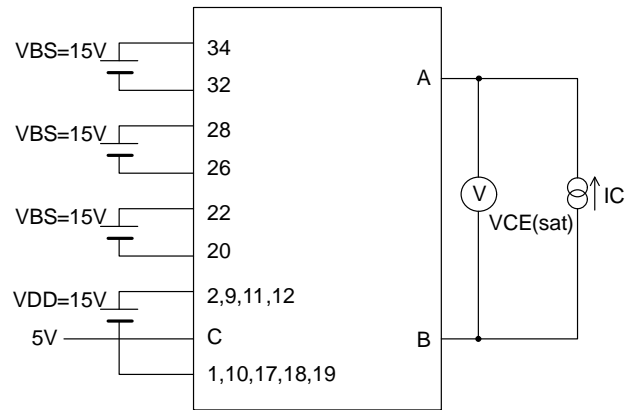 VBS=15V
34
32
A
VBS=15V
28
26
VBS=15V
22
20
V
IC
VCE(sat)
VDD=15V
2,9,11,12
5V
C
B
1,10,17,18,19